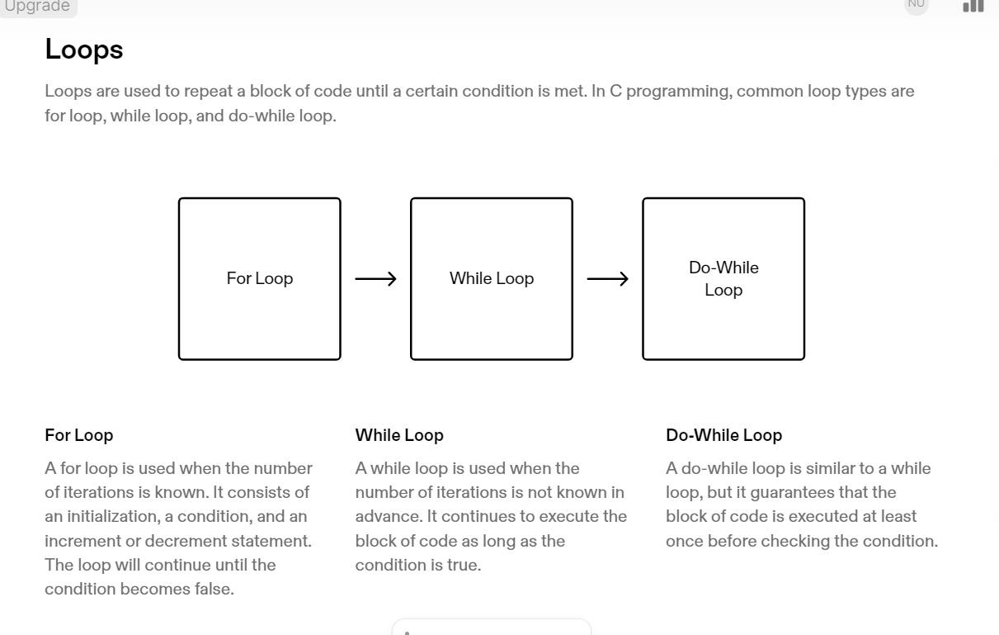 Upgrade
NU
Loops
Loops are used to repeat a block of code until a certain condition is met. In C programming, common loop types are
for loop, while loop, and do-while loop.
For Loop
While Loop
Do-While
Loop
For Loop
A for loop is used when the number
of iterations is known. It consists of
an initialization, a condition, and an
increment or decrement statement.
The loop will continue until the
condition becomes false.
While Loop
A while loop is used when the
number of iterations is not known in
advance. It continues to execute the
block of code as long as the
condition is true.
Do-While Loop
A do-while loop is similar to a while
loop, but it guarantees that the
block of code is executed at least
once before checking the condition.